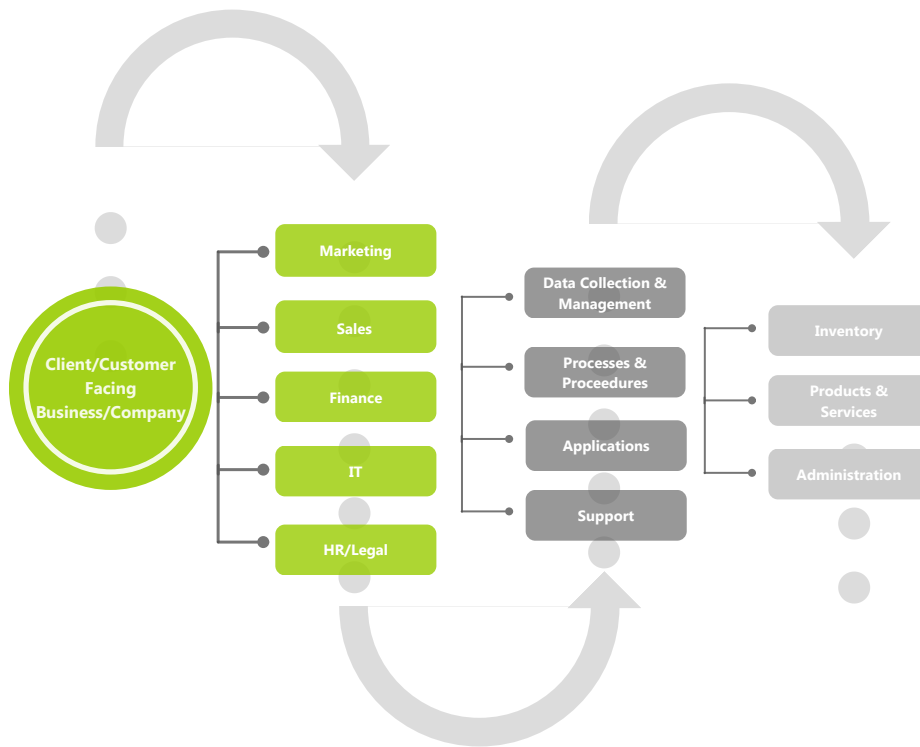 Client/Customer
Facing
Business/Company
Marketing
Sales
Finance
IT
HR/Legal
Data Collection &
Management
Processes &
Proceedures
Applications
Support
Inventory
Products &
Services
Administration